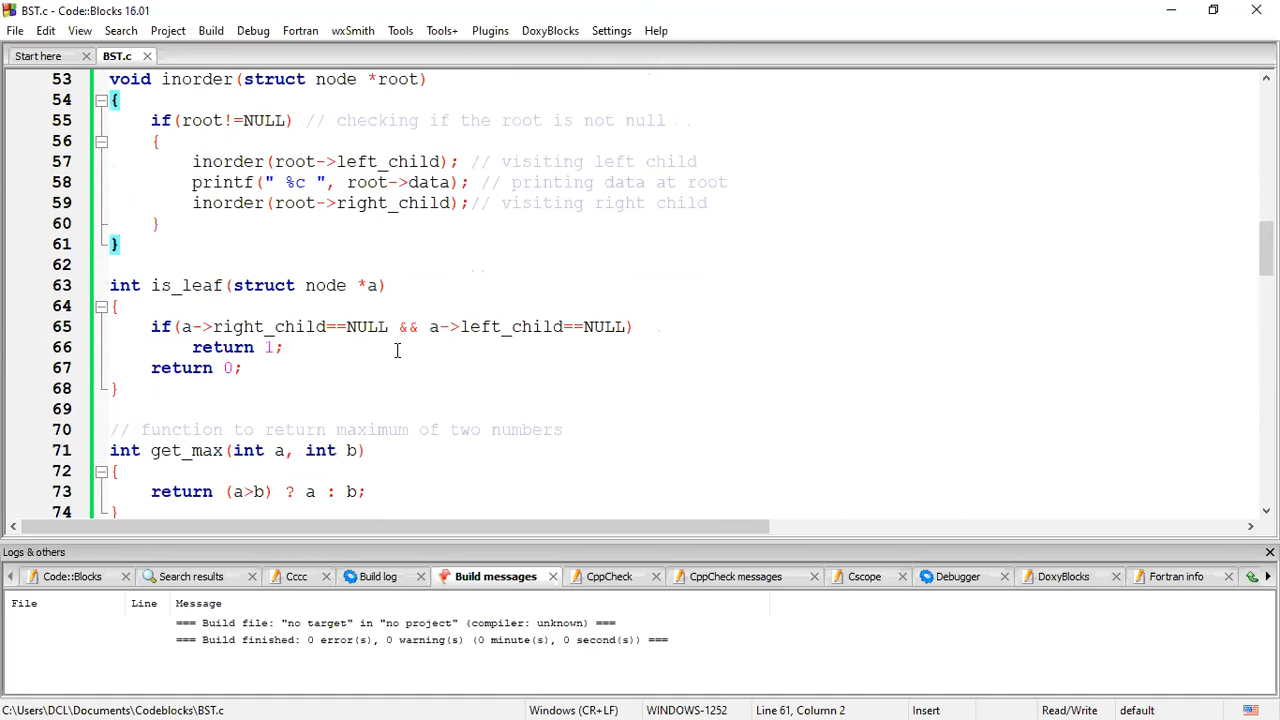 BST.c - Code::Blocks 16.01
File Edit View Search Project Build Debug Fortran wxSmith Tools Tools+ Plugins DoxyBlocks Settings Help
Start here BST.c
53 void inorder(struct node *root)
54 {
55 if(root!=NULL) // checking if the root is not null
56 {
57 inorder(root->left_child); // visiting left child
58 printf(" %c ", root->data); // printing data at root
59 inorder(root->right_child);// visiting right child
60 }
61 }
62
63 int is_leaf(struct node *a)
64 {
65 if(a->right_child==NULL && a->left_child==NULL)
66 return 1;
67 return 0;
68 }
69
70 // function to return maximum of two numbers
71 int get_max(int a, int b)
72 {
73 return (a>b) ? a : b;
74 }
Logs & others
Code::Blocks Search results Cccc Build log Build messages CppCheck CppCheck messages Cscope Debugger DoxyBlocks Fortran info
File Line Message
=== Build file: "no target" in "no project" (compiler: unknown) ===
=== Build finished: 0 error(s), 0 warning(s) (0 minute(s), 0 second(s)) ===
C:\Users\DCL\Documents\Codeblocks\BST.c Windows (CR+LF) WINDOWS-1252 Line 61, Column 2 Insert Read/Write default